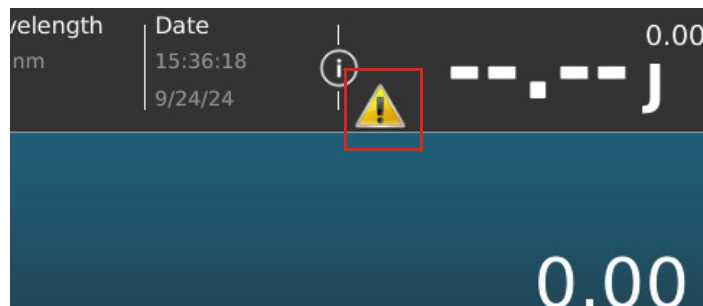 velength
nm
Date
15:36:18
9/24/24
i
0.00
--.-- J
0.00